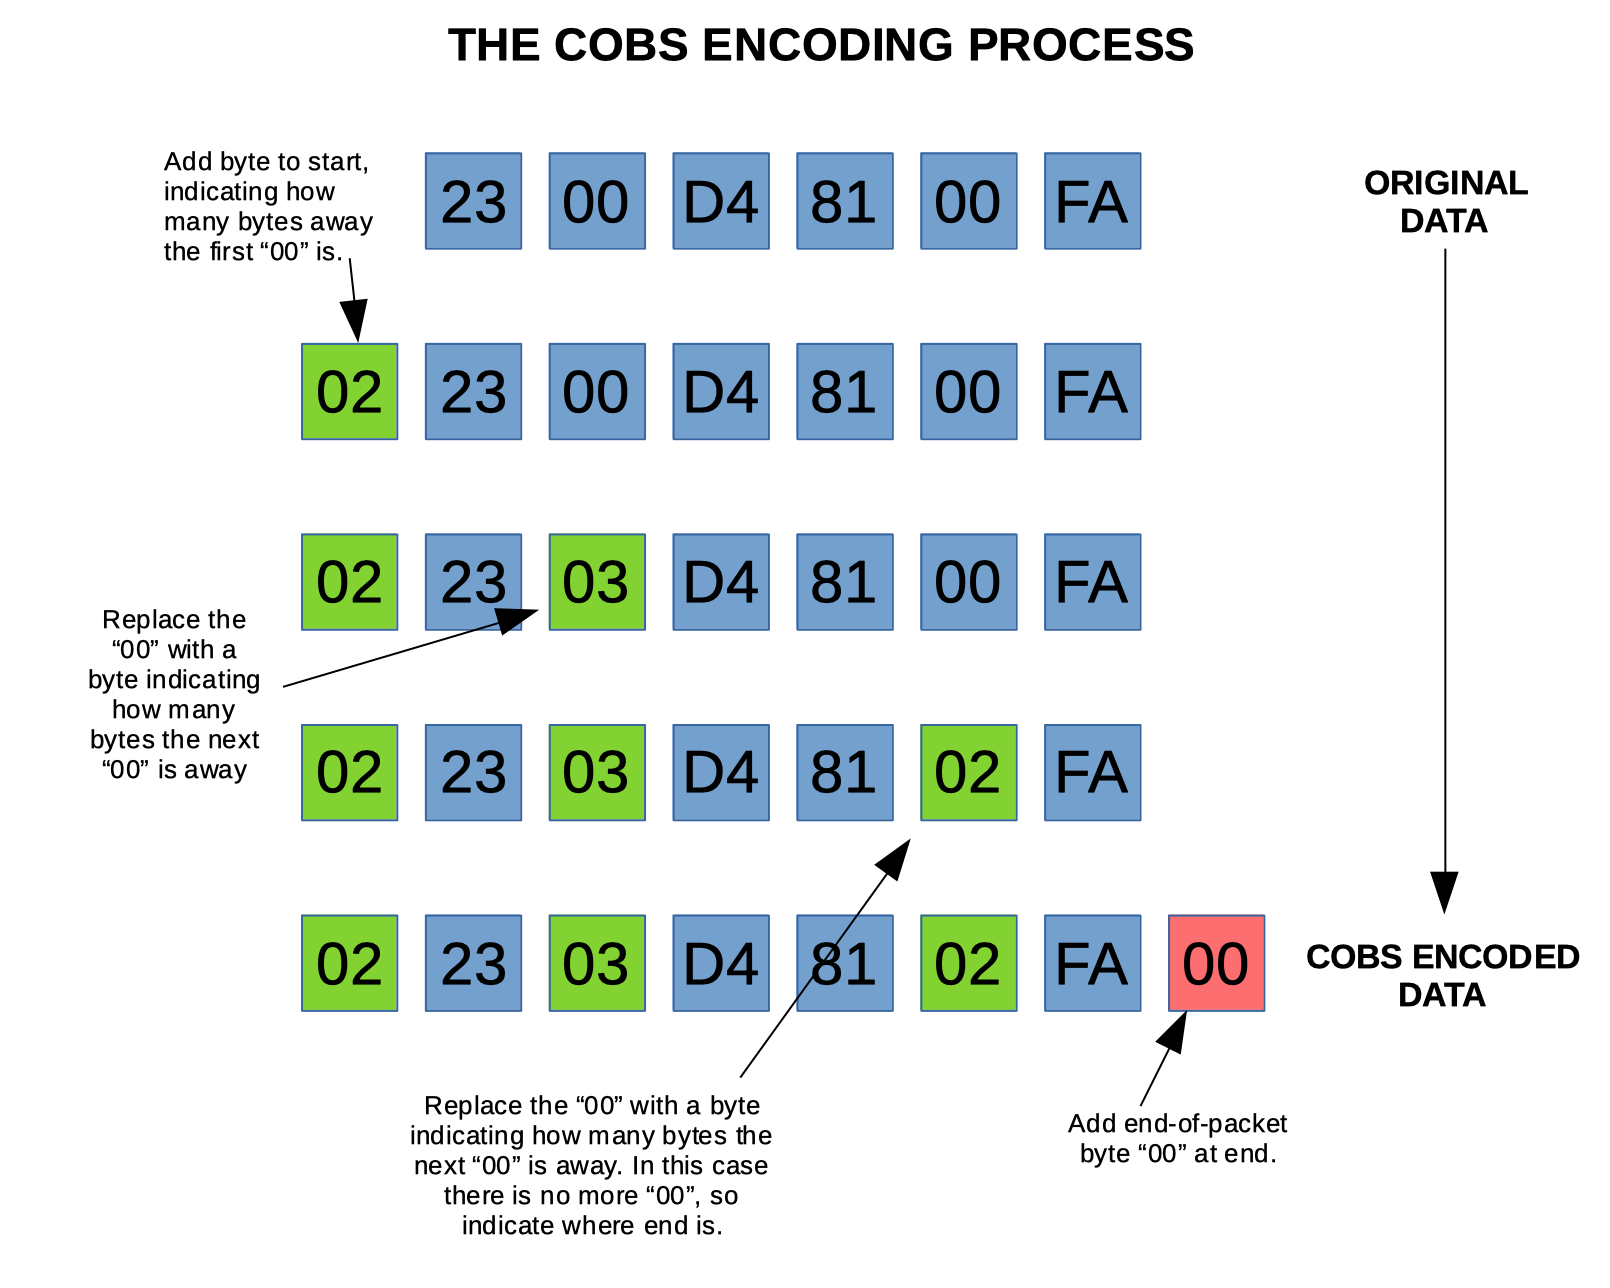 THE COBS ENCODING PROCESS
Add byte to start,
indicating how
many bytes away
the first “00” is.
23 00 D4 81 00 FA
ORIGINAL
DATA
02 23 00 D4 81 00 FA
02 23 03 D4 81 00 FA
Replace the
“00” with a
byte indicating
how many
bytes the next
“00” is away
02 23 03 D4 81 02 FA
02 23 03 D4 81 02 FA 00
COBS ENCODED
DATA
Replace the “00” with a byte
indicating how many bytes the
next “00” is away. In this case
there is no more “00”, so
indicate where end is.
Add end-of-packet
byte “00” at end.